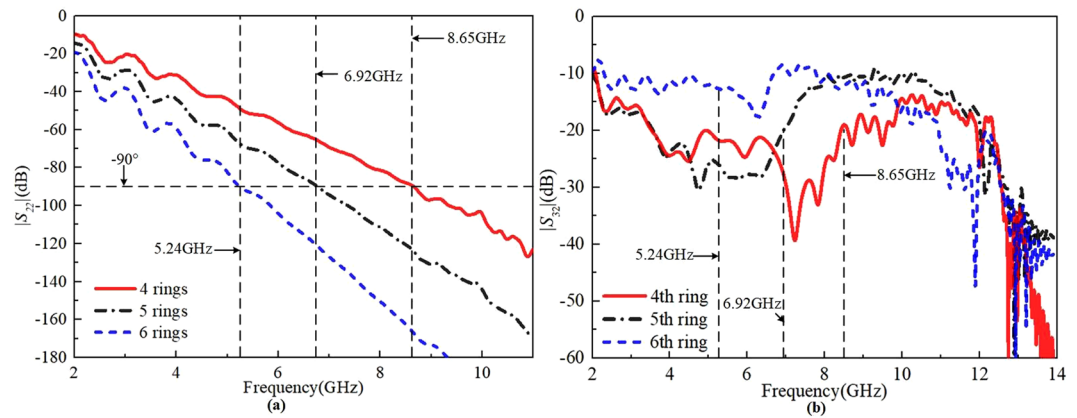 0
-20
-40
-60
-80
-100
-120
-140
-160
-180
|S22|(dB)
8.65GHz
6.92GHz
-90°
5.24GHz
4 rings
5 rings
6 rings
2
4
6
8
10
Frequency(GHz)
(a)
0
-10
-20
-30
-40
-50
-60
|S32|(dB)
8.65GHz
5.24GHz
6.92GHz
4th ring
5th ring
6th ring
2
4
6
8
10
12
14
Frequency(GHz)
(b)